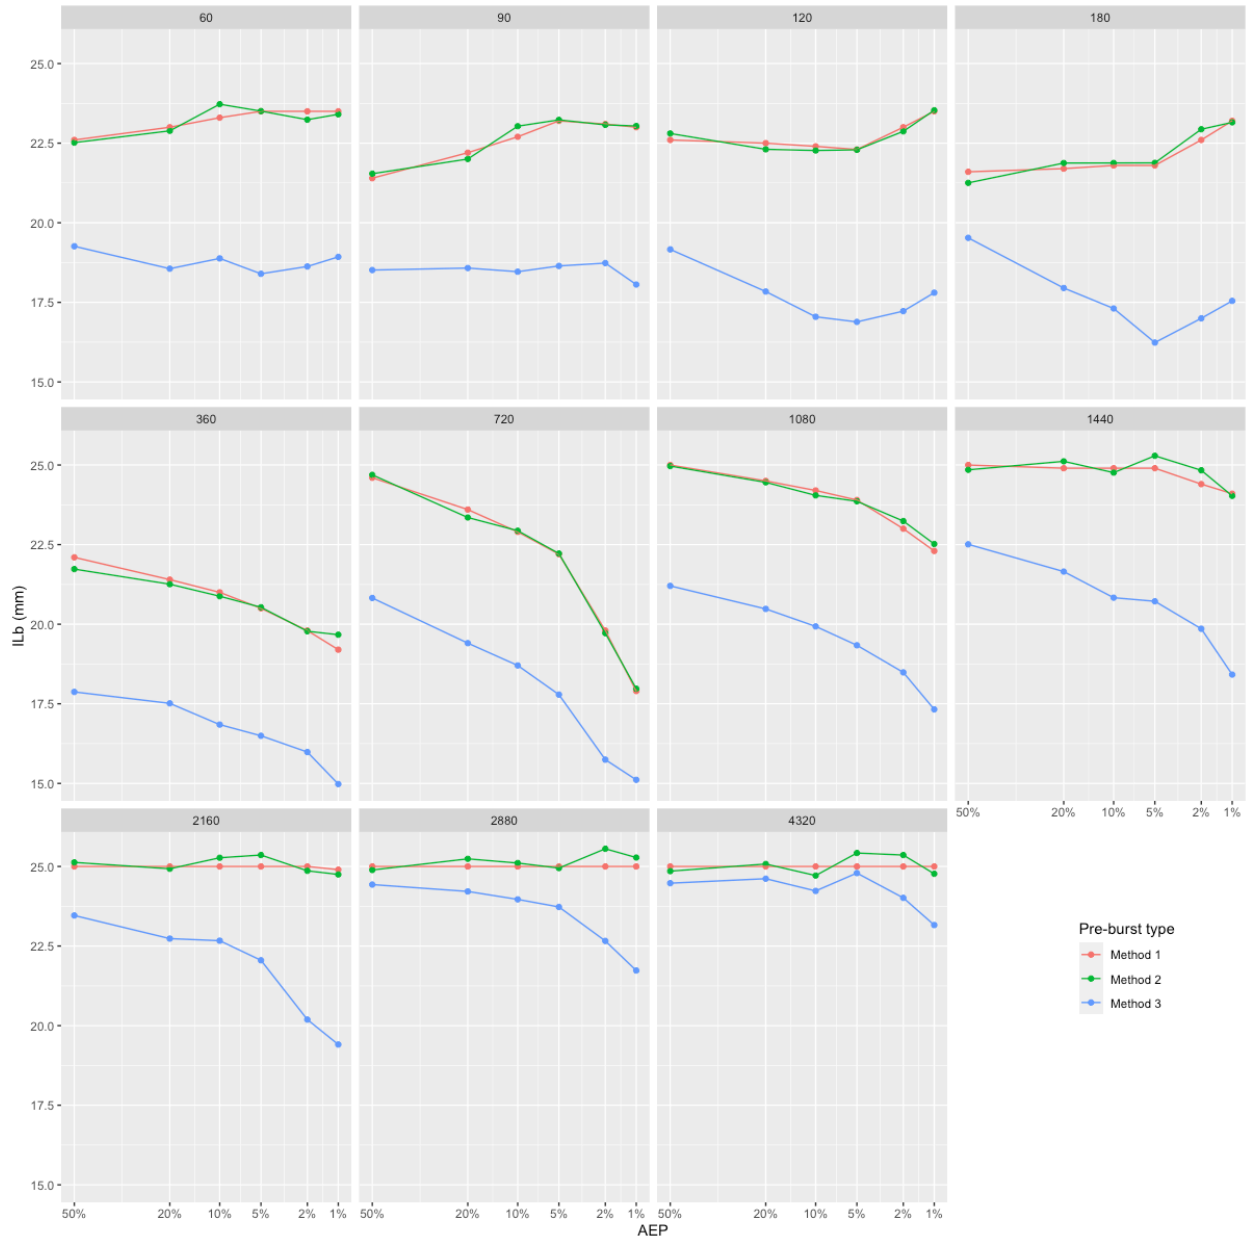 60 90 120 180
25.0
22.5
20.0
17.5
15.0
360 720 1080 1440
25.0
22.5
20.0
17.5
15.0
50% 20% 10% 5% 2% 1%
2160 2880 4320
25.0
22.5
20.0
17.5
15.0
50% 20% 10% 5% 2% 1% 50% 20% 10% 5% 2% 1% 50% 20% 10% 5% 2% 1%
AEP
ILb (mm)
Pre-burst type
Method 1
Method 2
Method 3